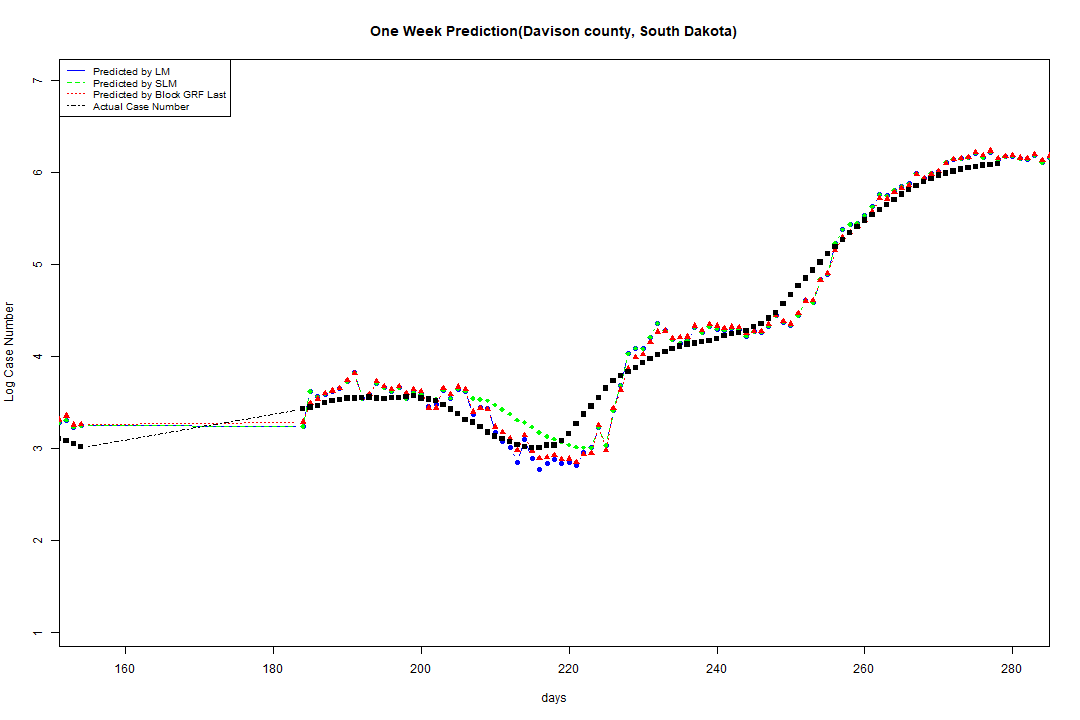 One Week Prediction(Davison county, South Dakota)
Predicted by LM
Predicted by SLM
Predicted by Block GRF Last
Actual Case Number
7
6
5
4
3
2
1
Log Case Number
160 180 200 220 240 260 280
days